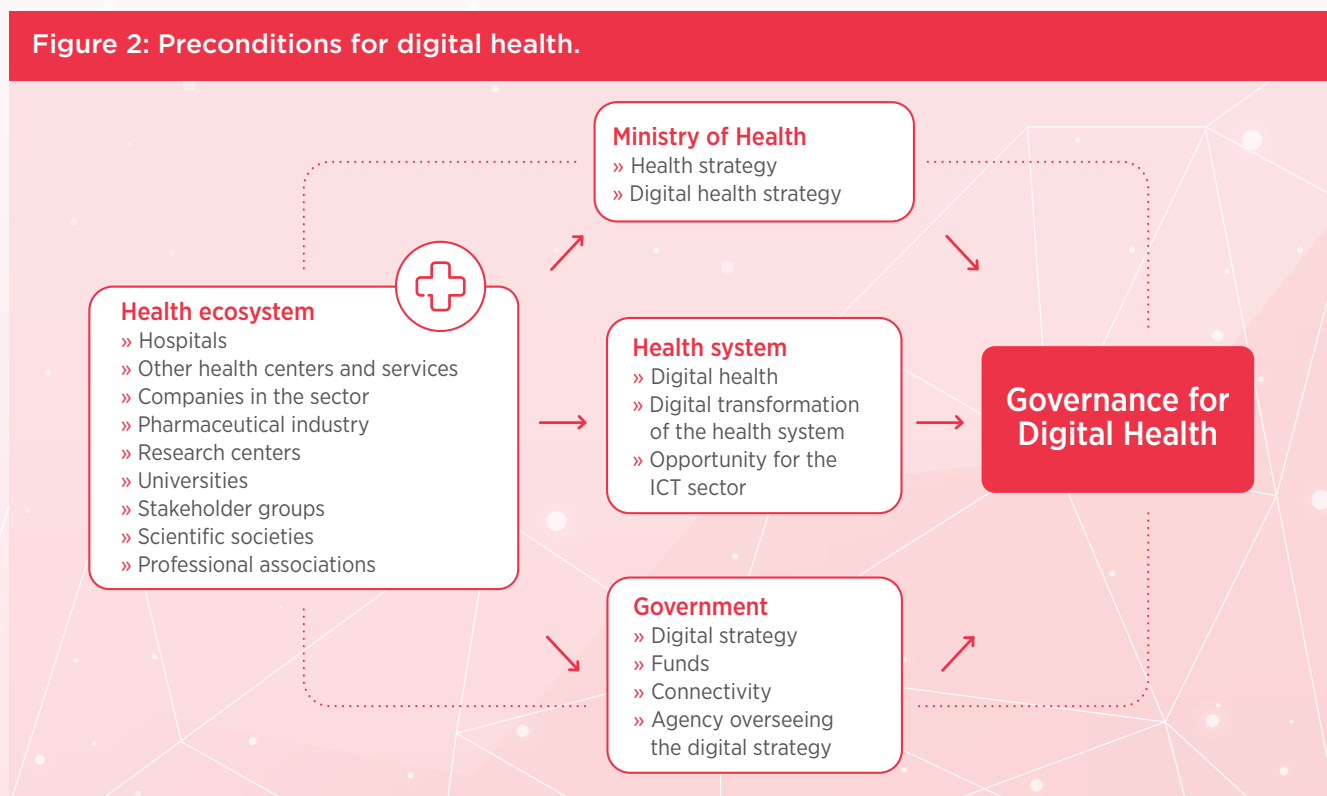 Figure 2: Preconditions for digital health.
Ministry of Health
» Health strategy
» Digital health strategy
Health ecosystem
» Hospitals
» Other health centers and services
» Companies in the sector
» Pharmaceutical industry
» Research centers
» Universities
» Stakeholder groups
» Scientific societies
» Professional associations
Health system
» Digital health
» Digital transformation
of the health system
» Opportunity for the
ICT sector
Government
» Digital strategy
» Funds
» Connectivity
» Agency overseeing
the digital strategy
Governance for
Digital Health